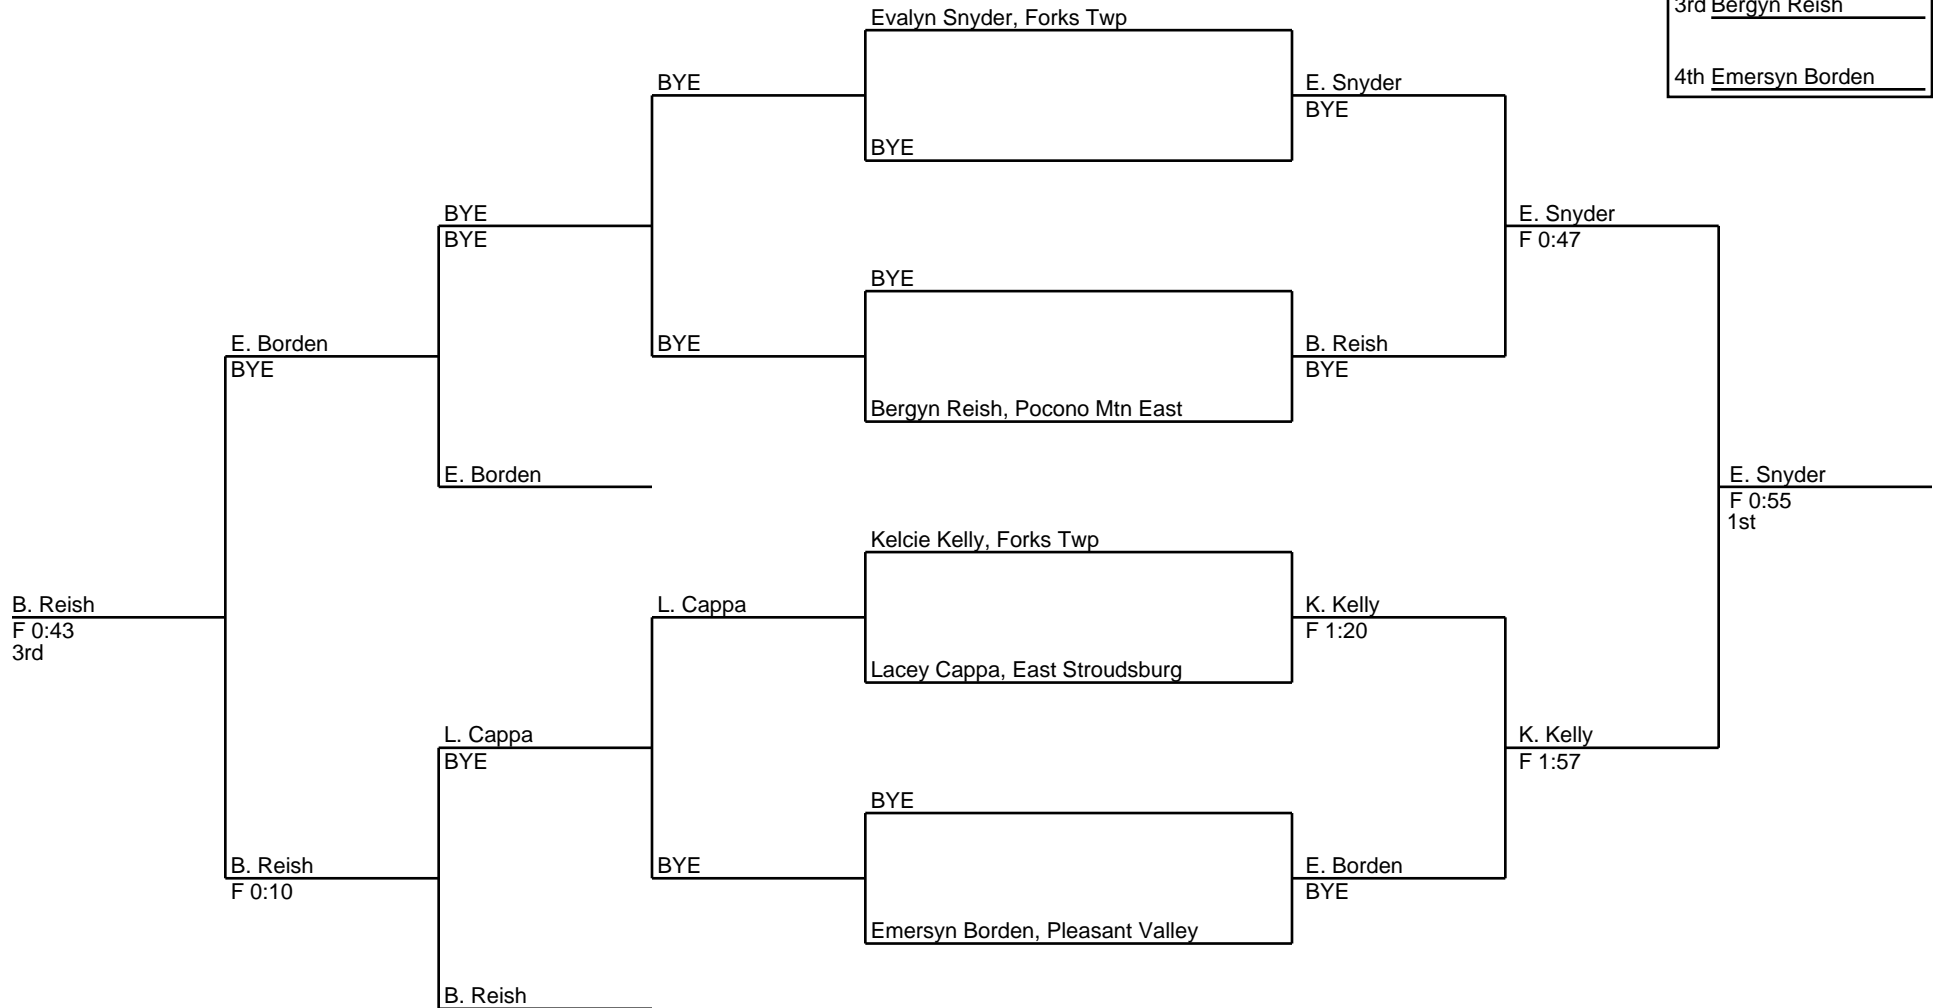 Evalyn Snyder, Forks Twp
3rd Bergyn Reish
BYE
E. Snyder
4th Emersyn Borden
BYE
BYE
BYE
BYE
E. Snyder
BYE
F 0:47
BYE
E. Borden
BYE
B. Reish
BYE
BYE
Bergyn Reish, Pocono Mtn East
E. Borden
E. Snyder
F 0:55
1st
Kelcie Kelly, Forks Twp
B. Reish
L. Cappa
K. Kelly
F 0:43
F 1:20
3rd
Lacey Cappa, East Stroudsburg
L. Cappa
K. Kelly
BYE
F 1:57
BYE
B. Reish
BYE
E. Borden
F 0:10
BYE
Emersyn Borden, Pleasant Valley
B. Reish